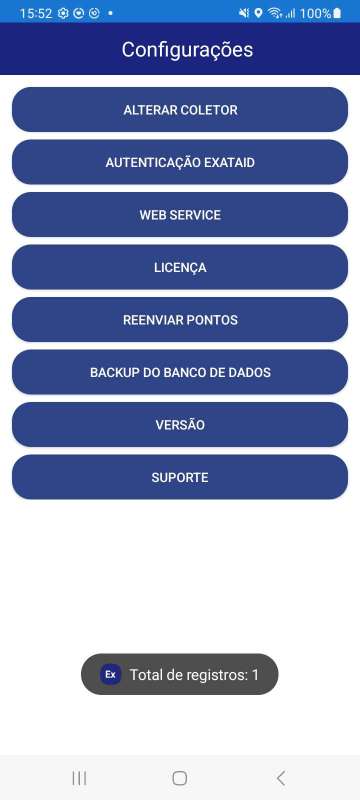 15:52 100%
Configurações
ALTERAR COLETOR
AUTENTICAÇÃO EXATAID
WEB SERVICE
LICENÇA
REENVIAR PONTOS
BACKUP DO BANCO DE DADOS
VERSÃO
SUPORTE
Ex Total de registros: 1